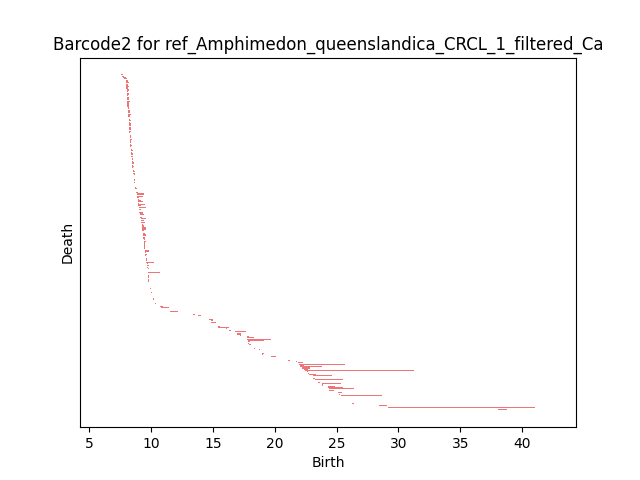 Barcode2 for ref_Amphimedon_queenslandica_CRCL_1_filtered_Ca
Death
5 10 15 20 25 30 35 40
Birth